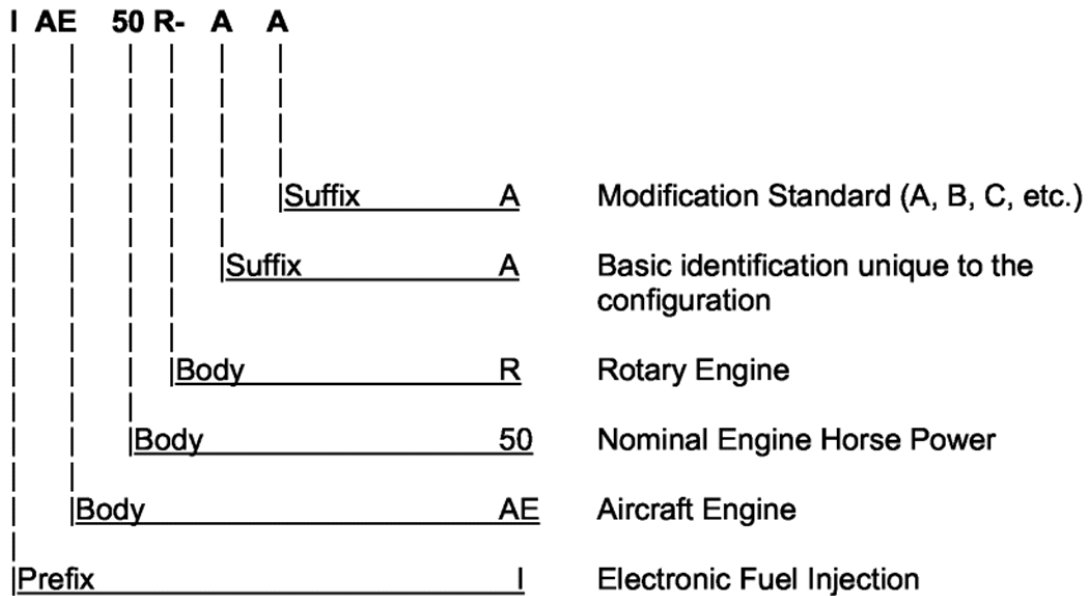 I AE 50 R- A A
Suffix A Modification Standard (A, B, C, etc.)
Suffix A Basic identification unique to the
configuration
Body R Rotary Engine
Body 50 Nominal Engine Horse Power
Body AE Aircraft Engine
Prefix I Electronic Fuel Injection